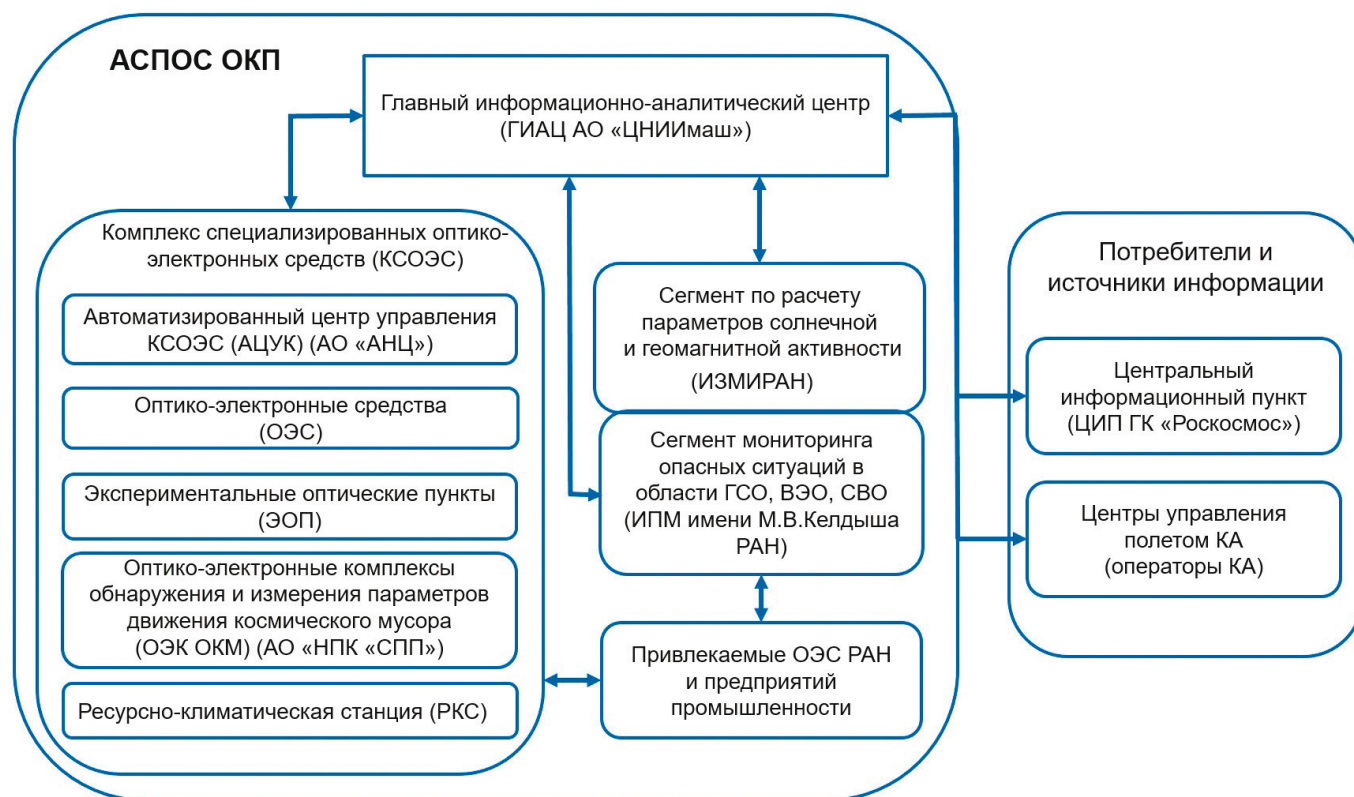 АСПОС ОКП
Главный информационно-аналитический центр
(ГИАЦ АО «ЦНИИмаш»)
Комплекс специализированных оптико-
электронных средств (КСОЭС)
Автоматизированный центр управления
КСОЭС (АЦУК) (АО «АНЦ»)
Оптико-электронные средства
(ОЭС)
Экспериментальные оптические пункты
(ЭОП)
Оптико-электронные комплексы
обнаружения и измерения параметров
движения космического мусора
(ОЭК ОКМ) (АО «НПК «СПП»)
Ресурсно-климатическая станция (РКС)
Сегмент по расчету
параметров солнечной
и геомагнитной активности
(ИЗМИРАН)
Сегмент мониторинга
опасных ситуаций в
области ГСО, ВЭО, СВО
(ИПМ имени М.В.Келдыша
РАН)
Привлекаемые ОЭС РАН
и предприятий
промышленности
Потребители и
источники информации
Центральный
информационный пункт
(ЦИП ГК «Роскосмос»)
Центры управления
полетом КА
(операторы КА)